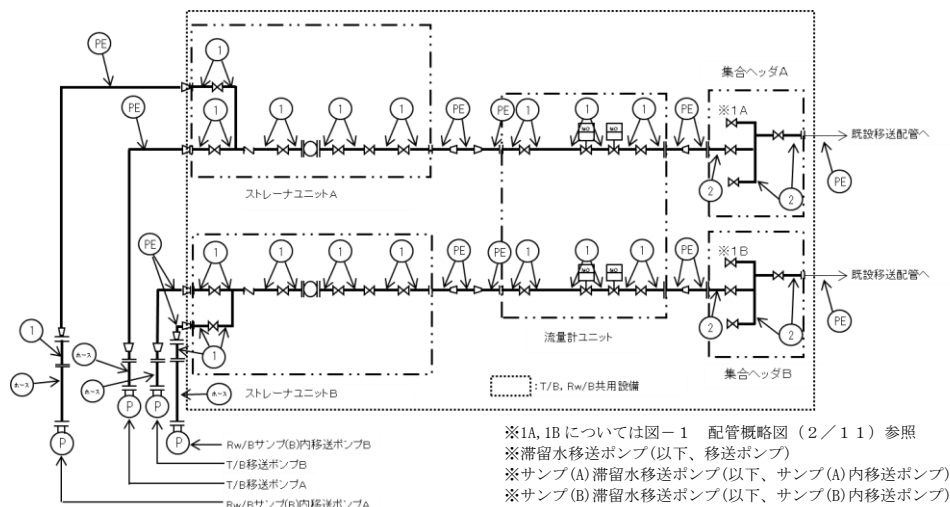 PE
1
集合ヘッダA
PE
※1A
1
1
1
1
PE
PE
1
1
1
PE
既設移送配管へ
2
2
PE
ストレーナユニットA
PE
1
1
1
1
PE
PE
1
1
1
PE
※1B
既設移送配管へ
2
2
PE
1
1
流量計ユニット
ホース
ホース
ホース
ホース
ストレーナユニットB
集合ヘッダB
:T/B, Rw/B共用設備
P
P
P
P
Rw/Bサンプ(B)内移送ポンプB
T/B移送ポンプB
T/B移送ポンプA
Rw/Bサンプ(B)内移送ポンプA
※1A,1Bについては図-1 配管概略図(2/11)参照
※滞留水移送ポンプ(以下、移送ポンプ)
※サンプ(A)滞留水移送ポンプ(以下、サンプ(A)内移送ポンプ)
※サンプ(B)滞留水移送ポンプ(以下、サンプ(B)内移送ポンプ)